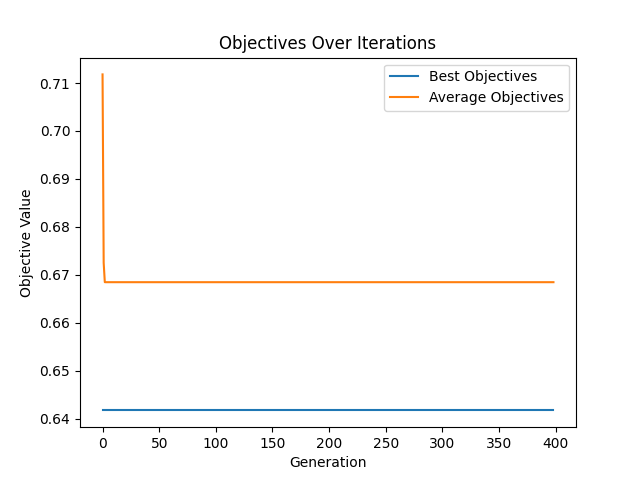 Objectives Over Iterations
Best Objectives
Average Objectives
Objective Value
0.71
0.70
0.69
0.68
0.67
0.66
0.65
0.64
0 50 100 150 200 250 300 350 400
Generation